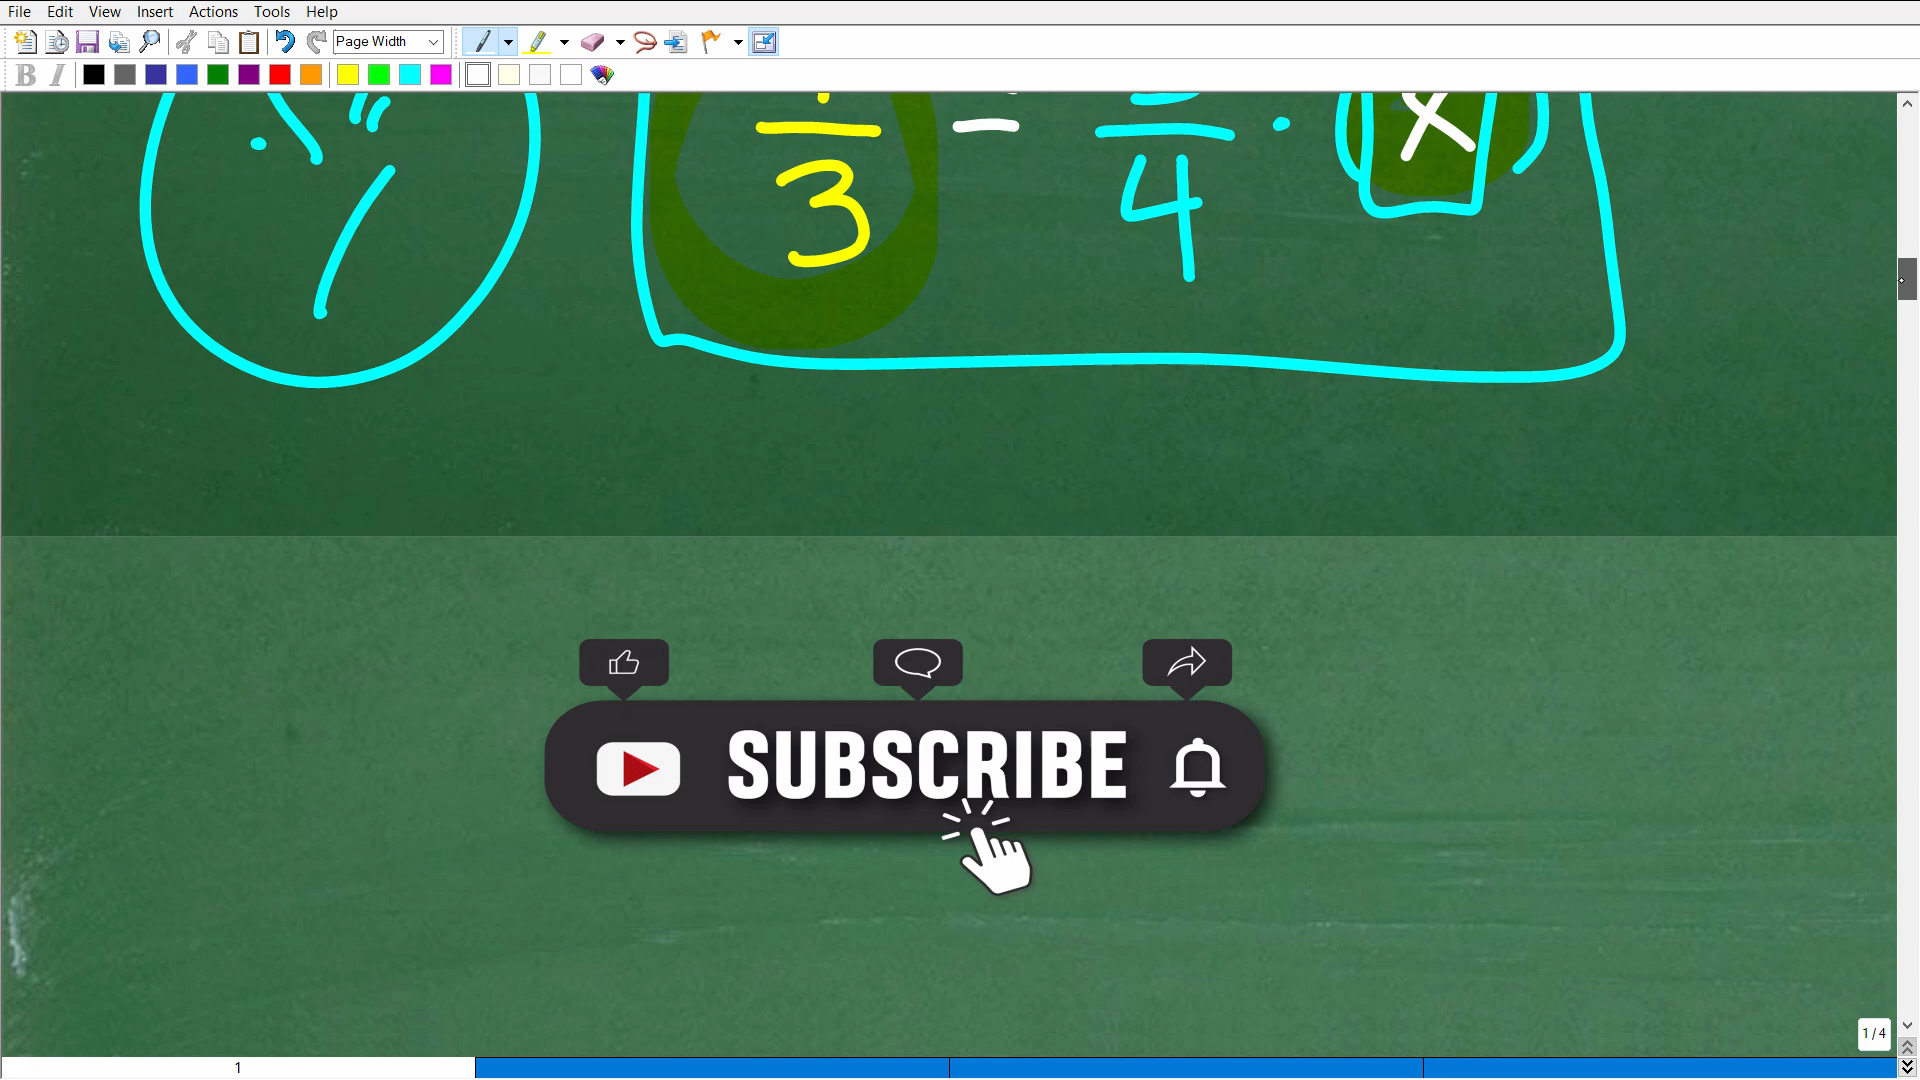 File Edit View Insert Actions Tools Help
Page Width
B I
= · x
3 4
SUBSCRIBE
1 / 4
1